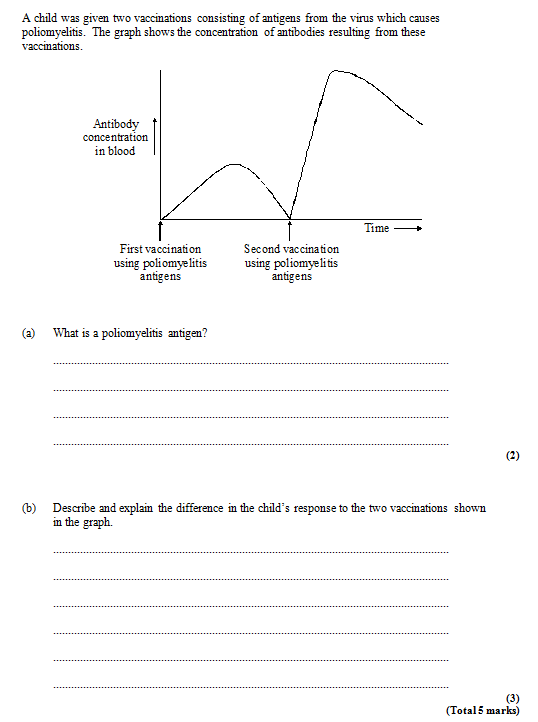 A child was given two vaccinations consisting of antigens from the virus which causes
poliomyelitis. The graph shows the concentration of antibodies resulting from these
vaccinations.
Antibody
concentration
in blood
Time
First vaccination
using poliomyelitis
antigens
Second vaccination
using poliomyelitis
antigens
(a) What is a poliomyelitis antigen?
(2)
(b) Describe and explain the difference in the child's response to the two vaccinations shown
in the graph.
(3)
(Total 5 marks)